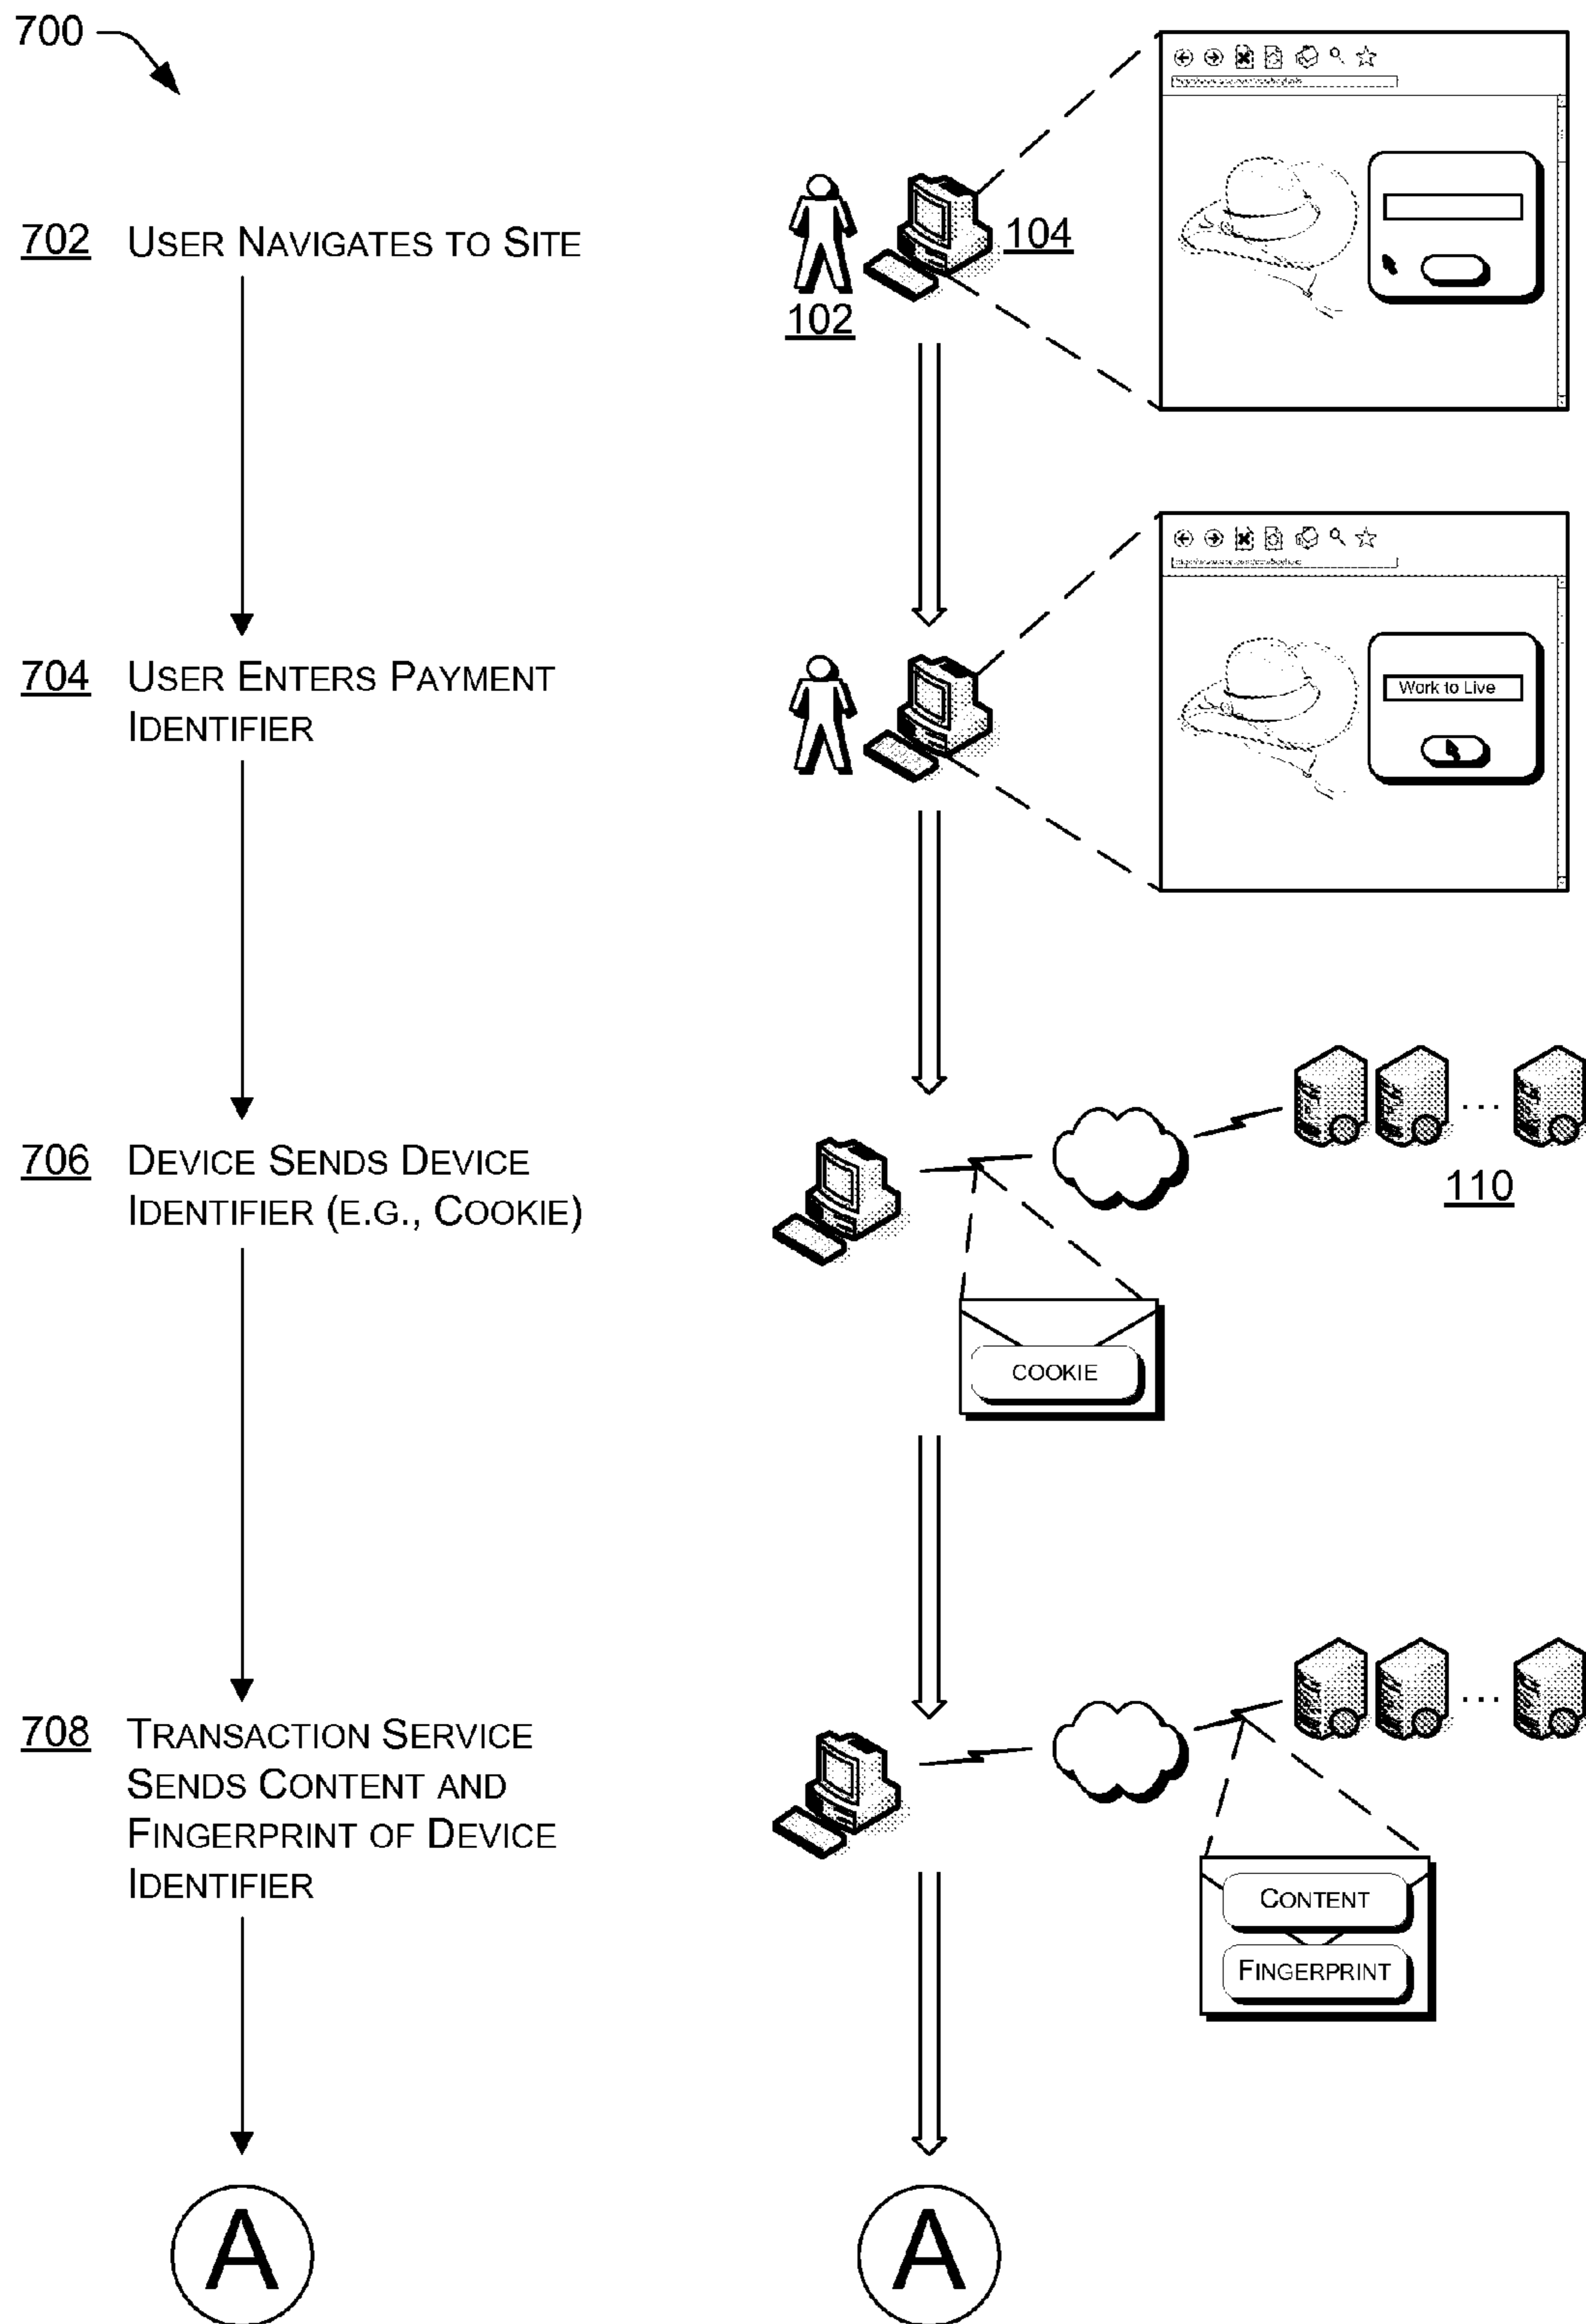 700
702 USER NAVIGATES TO SITE
104
102
704 USER ENTERS PAYMENT
IDENTIFIER
Work to Live
706 DEVICE SENDS DEVICE
IDENTIFIER (E.G., COOKIE)
110
COOKIE
708 TRANSACTION SERVICE
SENDS CONTENT AND
FINGERPRINT OF DEVICE
IDENTIFIER
CONTENT
FINGERPRINT
A
A